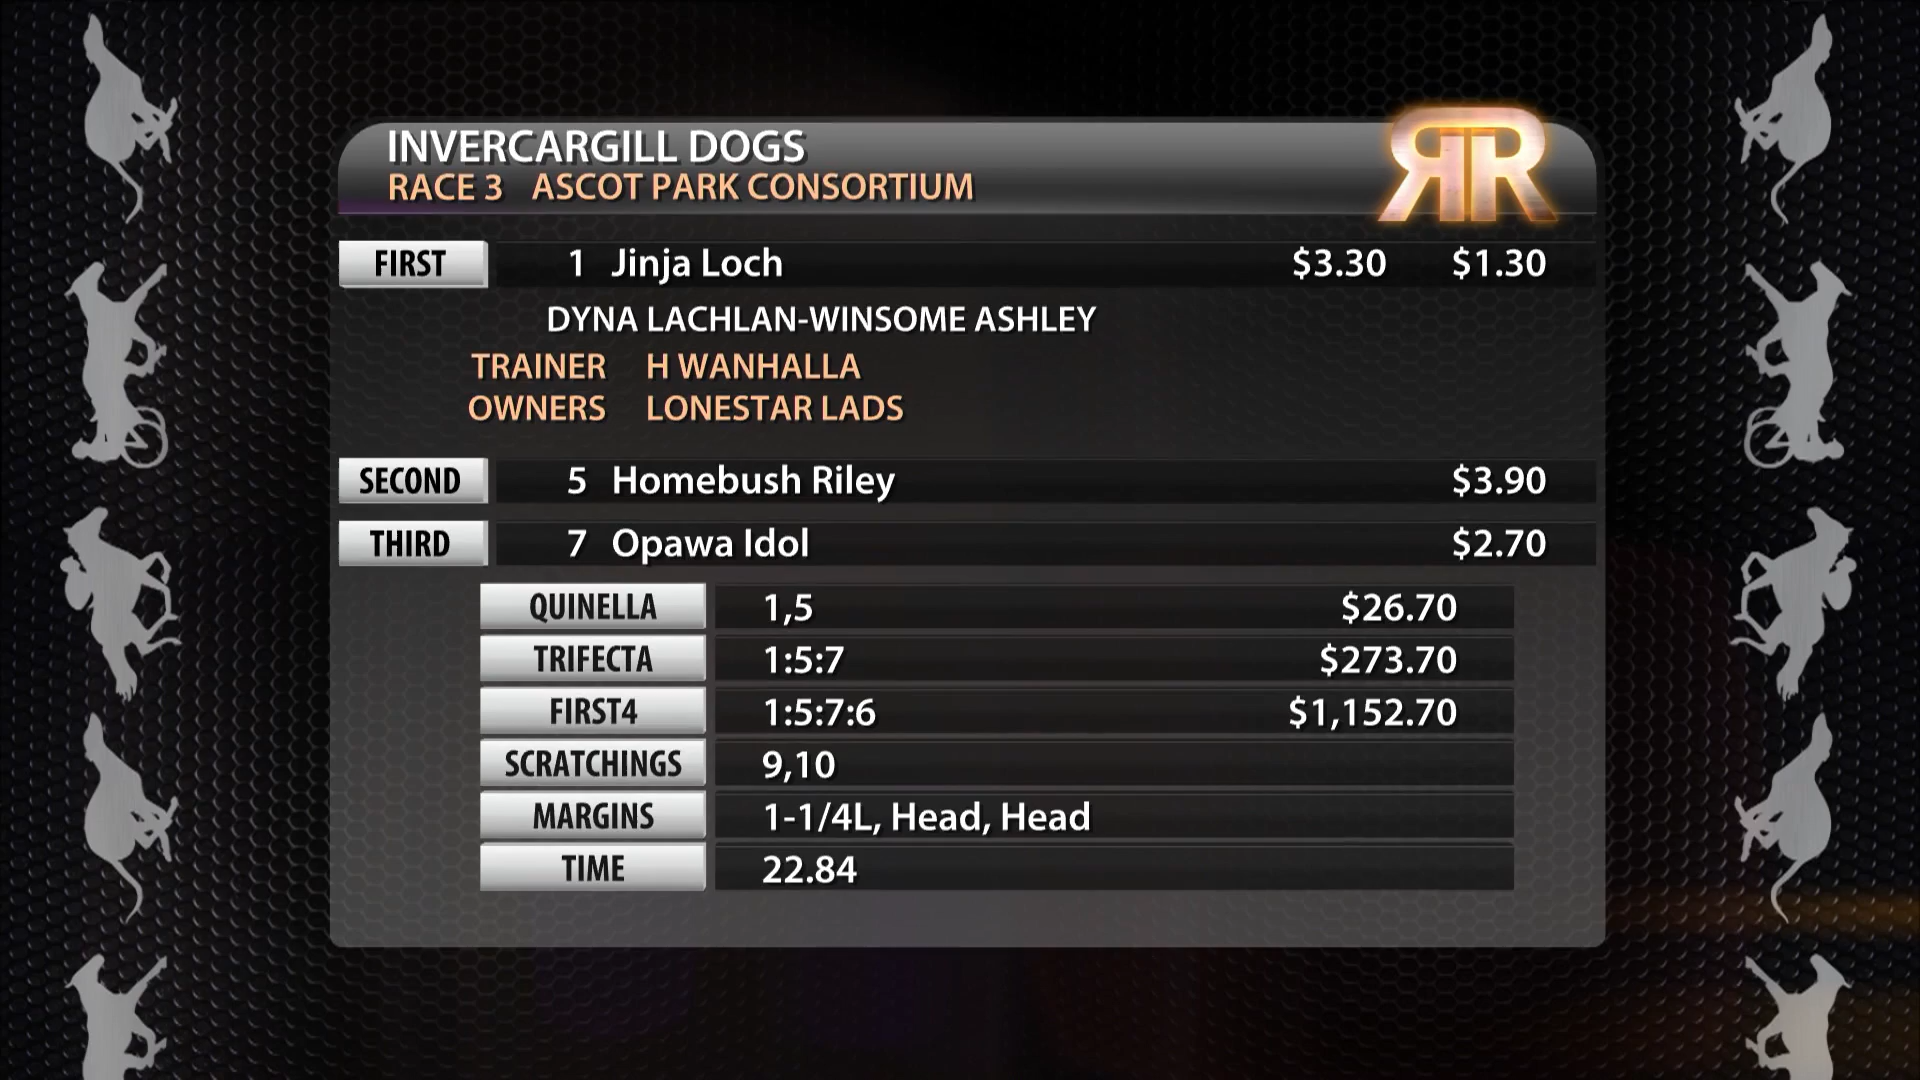 INVERCARGILL DOGS
RACE 3 ASCOT PARK CONSORTIUM
RR
FIRST 1 Jinja Loch $3.30 $1.30
DYNA LACHLAN-WINSOME ASHLEY
TRAINER H WANHALLA
OWNERS LONESTAR LADS
SECOND 5 Homebush Riley $3.90
THIRD 7 Opawa Idol $2.70
QUINELLA 1,5 $26.70
TRIFECTA 1:5:7 $273.70
FIRST4 1:5:7:6 $1,152.70
SCRATCHINGS 9,10
MARGINS 1-1/4L, Head, Head
TIME 22.84